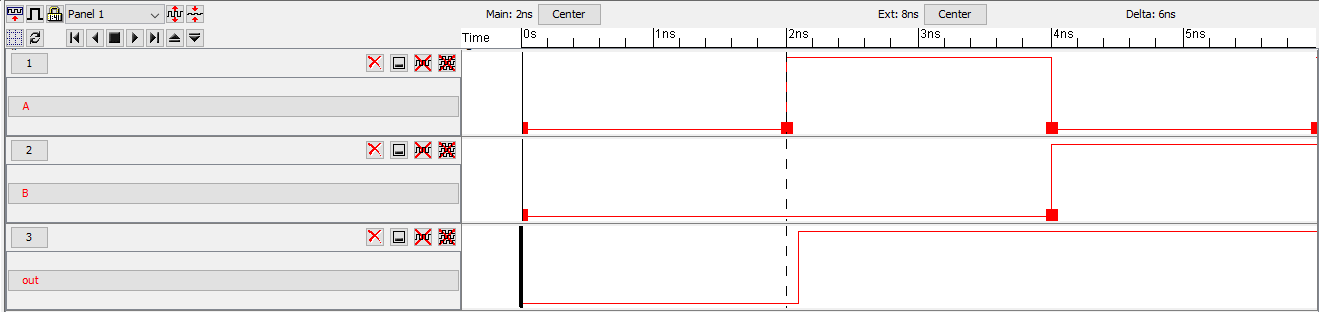 Panel 1 Main: 2ns Center Ext: 8ns Center Delta: 6ns
Time 0s 1ns 2ns 3ns 4ns 5ns
1
A
2
B
3
out